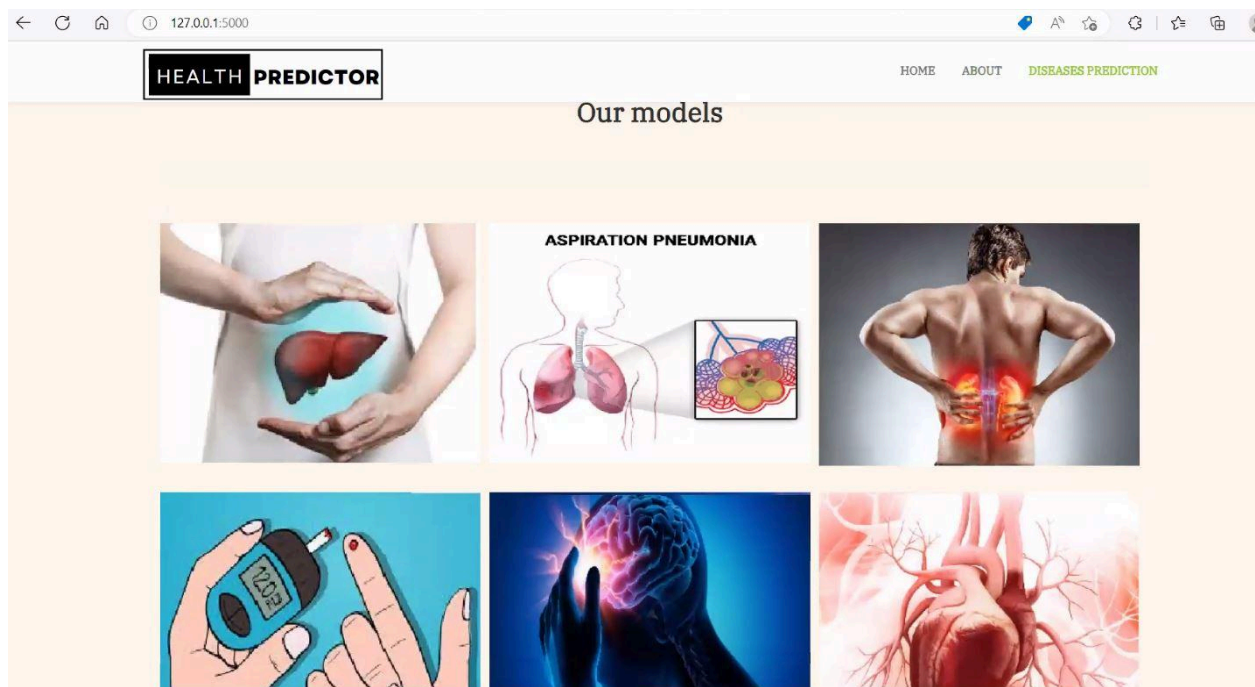 127.0.0.1:5000
HEALTH PREDICTOR
HOME ABOUT DISEASES PREDICTION
Our models
ASPIRATION PNEUMONIA
120